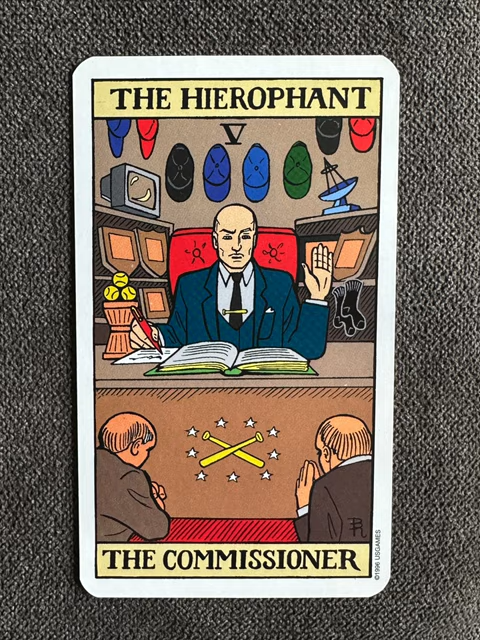 THE HIEROPHANT
V
THE COMMISSIONER
©1996 USGAMES